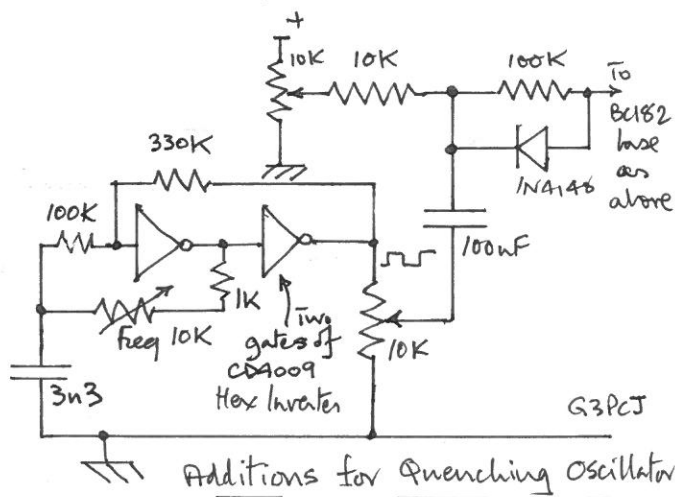 +
10K
10K
100K
To
BC182
base
as
above
1N4148
330K
100K
100nF
1K
Freq 10K
Two
gates of
CD4009
Hex Inverter
10K
3n3
G3PCJ
Additions for Quenching Oscillator